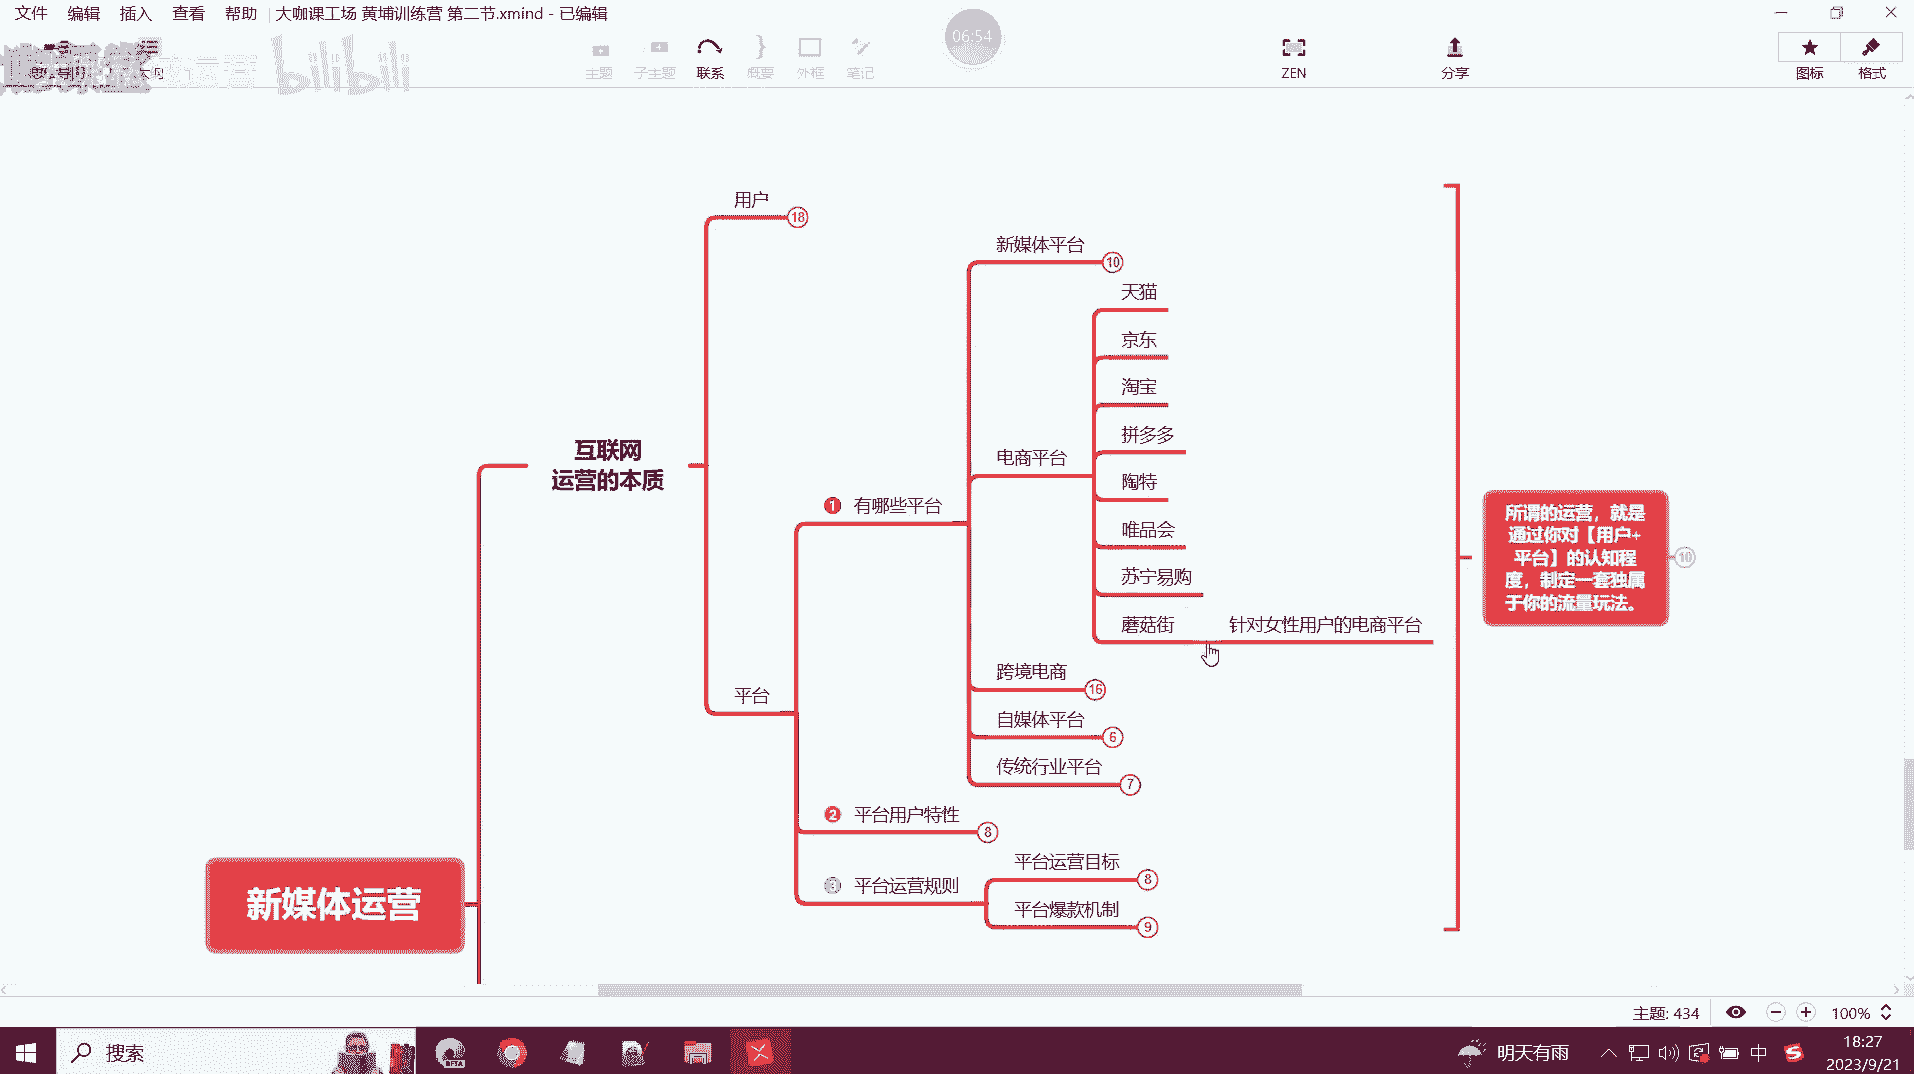 文件 编辑 插入 查看 帮助 大咖课工场 黄埔训练营 第二节.xmind - 已编辑
06:54
bilibili
主题 子主题 联系 概要 外框 笔记 ZEN 分享 图标 格式
用户 18
新媒体平台 10
天猫
京东
淘宝
拼多多
电商平台
陶特
唯品会
苏宁易购
蘑菇街 针对女性用户的电商平台
互联网
运营的本质
1 有哪些平台
跨境电商 16
平台
自媒体平台 6
传统行业平台 7
2 平台用户特性 8
平台运营目标 8
3 平台运营规则
平台爆款机制 9
新媒体运营
所谓的运营，就是
通过你对【用户+
平台】的认知程
度，制定一套独属
于你的流量玩法。
10
主题: 434 100%
搜索 BETA 明天有雨 中 18:27
2023/9/21